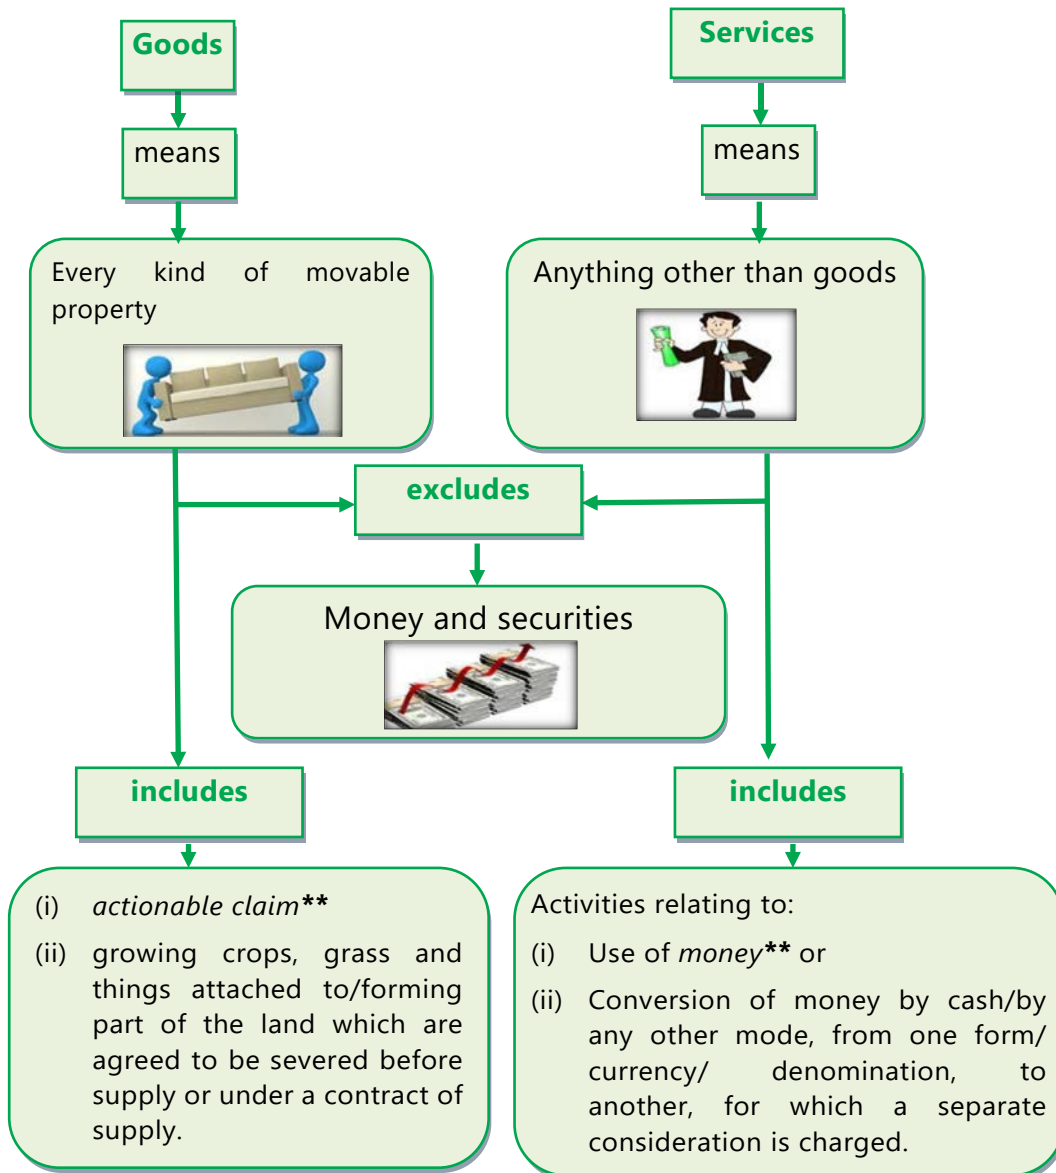 Goods
means
Every kind of movable
property
Services
means
Anything other than goods
excludes
Money and securities
includes
(i) actionable claim**
(ii) growing crops, grass and
things attached to/forming
part of the land which are
agreed to be severed before
supply or under a contract of
supply.
includes
Activities relating to:
(i) Use of money** or
(ii) Conversion of money by cash/by
any other mode, from one form/
currency/ denomination, to
another, for which a separate
consideration is charged.